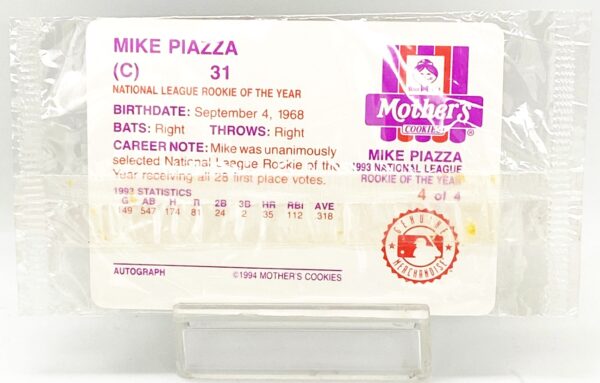 MIKE PIAZZA
(C) 31
NATIONAL LEAGUE ROOKIE OF THE YEAR
BIRTHDATE: September 4, 1968
BATS: Right THROWS: Right
CAREER NOTE: Mike was unanimously
selected National League Rookie of the
Year receiving all 28 first place votes.
1993 STATISTICS
G AB H R 2B 3B HR RBI AVE
149 547 174 81 24 2 35 112 318
AUTOGRAPH
©1994 MOTHER'S COOKIES
Mother's
COOKIES
®
MIKE PIAZZA
1993 NATIONAL LEAGUE
ROOKIE OF THE YEAR
4 of 4
GENUINE
MERCHANDISE